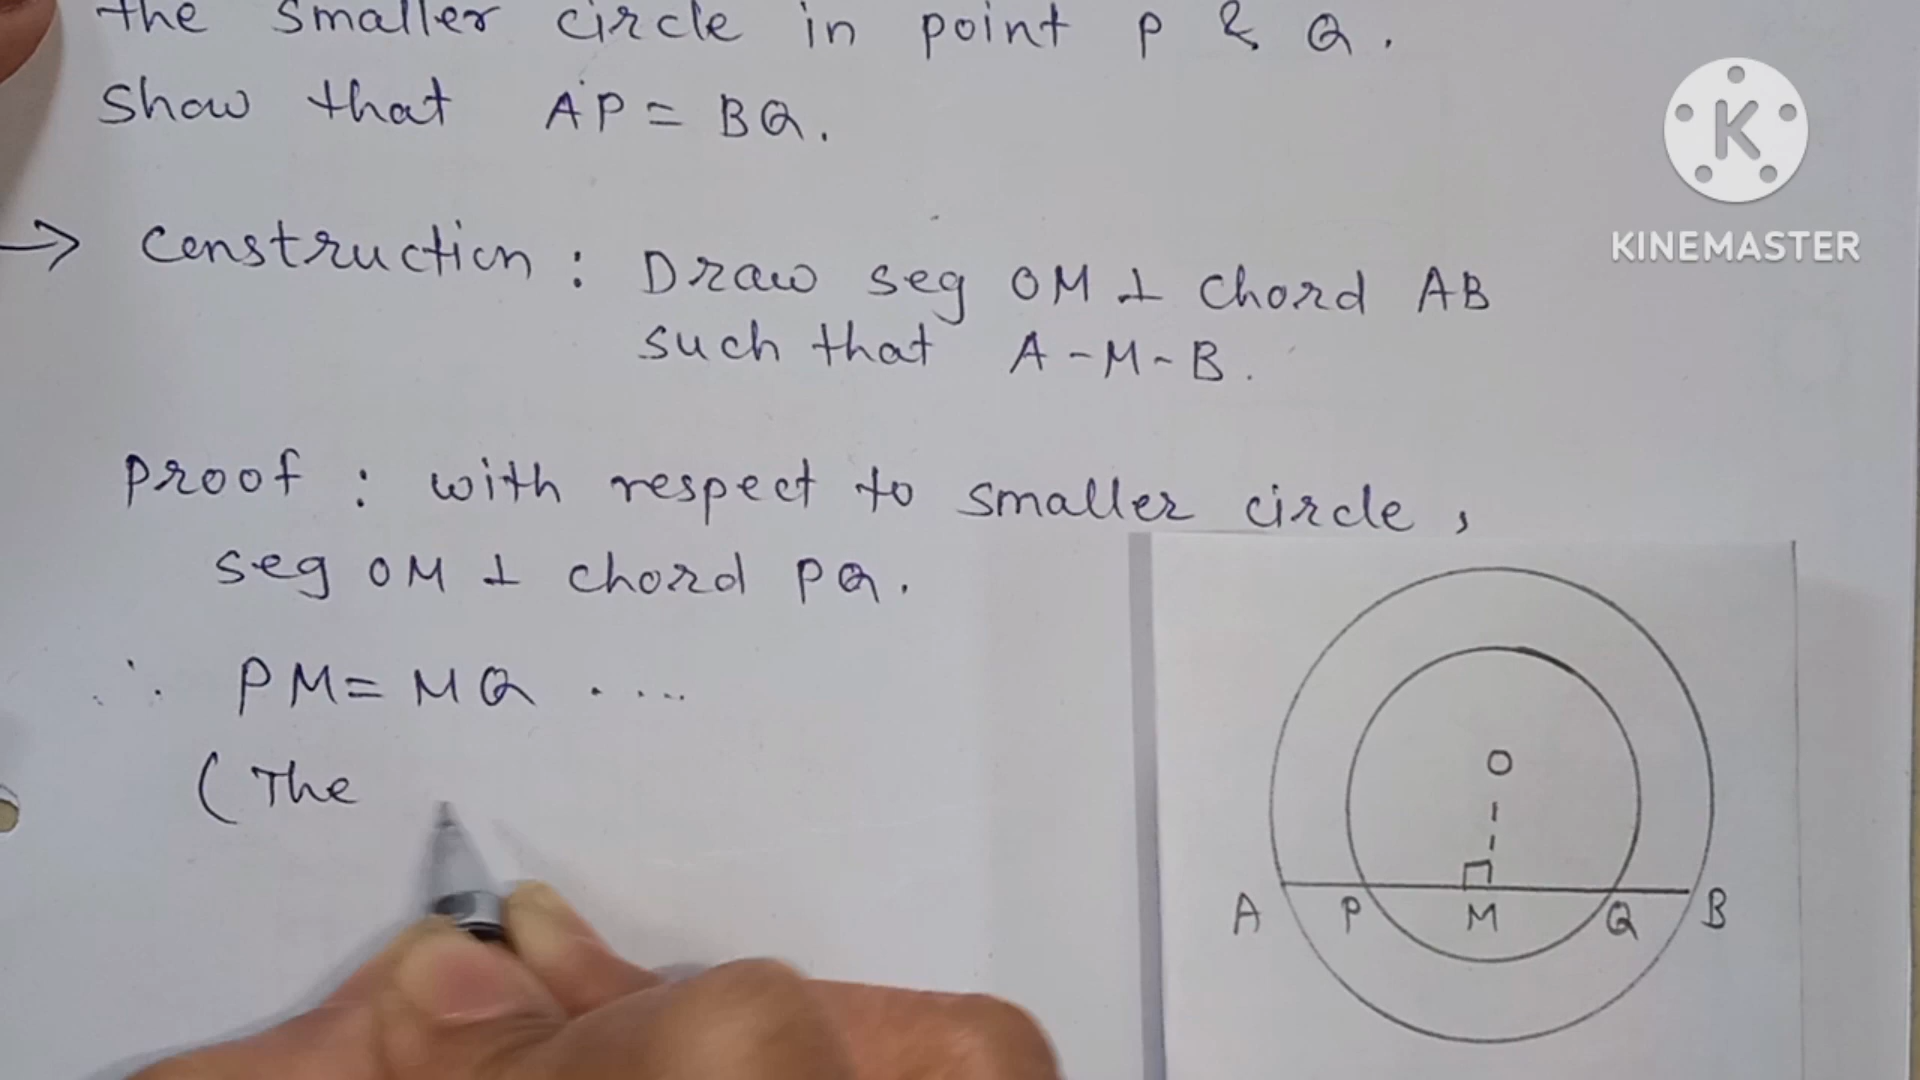 the smaller circle in point P & Q.
Show that AP = BQ.
→ Construction : Draw seg OM ⊥ chord AB
such that A-M-B.
Proof : with respect to smaller circle,
seg OM ⊥ chord PQ.
∴ PM = MQ ....
(The
K
KINEMASTER
O
A P M Q B